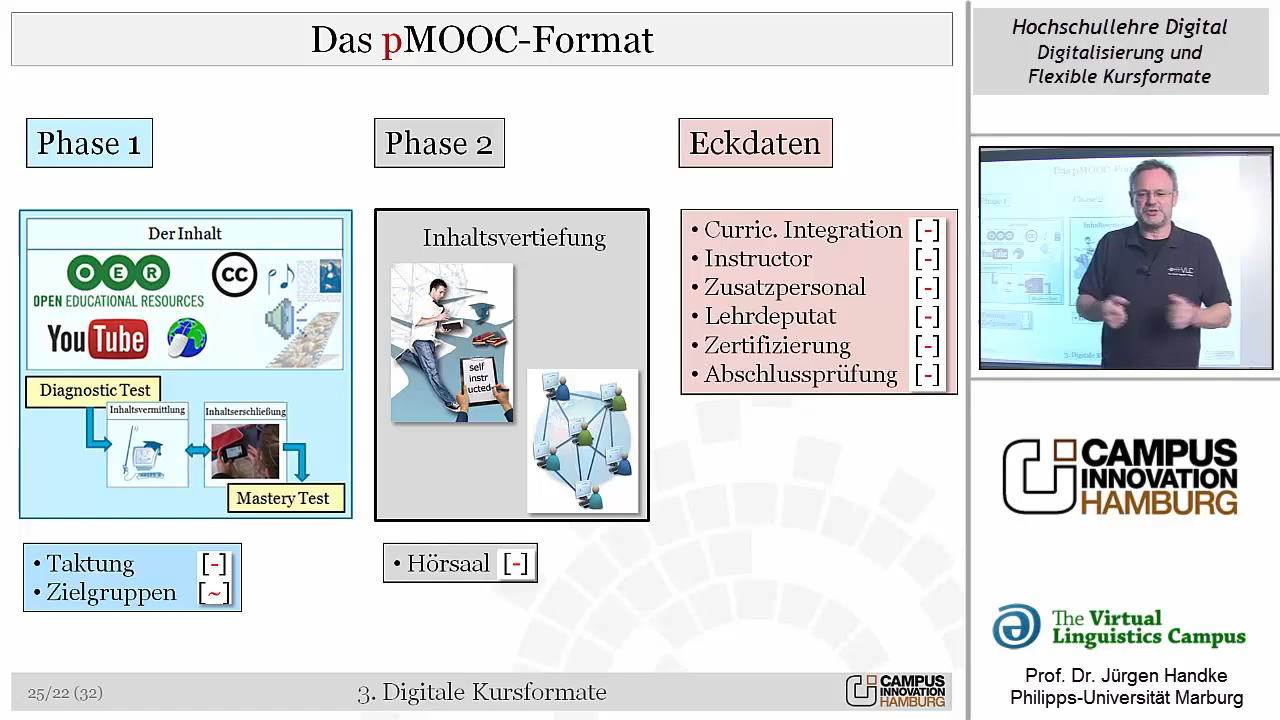 Das pMOOC-Format
Phase 1
Phase 2
Eckdaten
Der Inhalt
OER
OPEN EDUCATIONAL RESOURCES
cc
YouTube
Diagnostic Test
Inhaltsvermittlung
Inhaltserschließung
Mastery Test
Inhaltsvertiefung
self
instr
ucted
• Curric. Integration [-]
• Instructor [-]
• Zusatzpersonal [-]
• Lehrdeputat [-]
• Zertifizierung [-]
• Abschlussprüfung [-]
• Taktung [-]
• Zielgruppen [~]
• Hörsaal [-]
25/22 (32)
3. Digitale Kursformate
CAMPUS
INNOVATION
HAMBURG
Hochschullehre Digital
Digitalisierung und
Flexible Kursformate
VLC
CAMPUS
INNOVATION
HAMBURG
The Virtual
Linguistics Campus
Prof. Dr. Jürgen Handke
Philipps-Universität Marburg